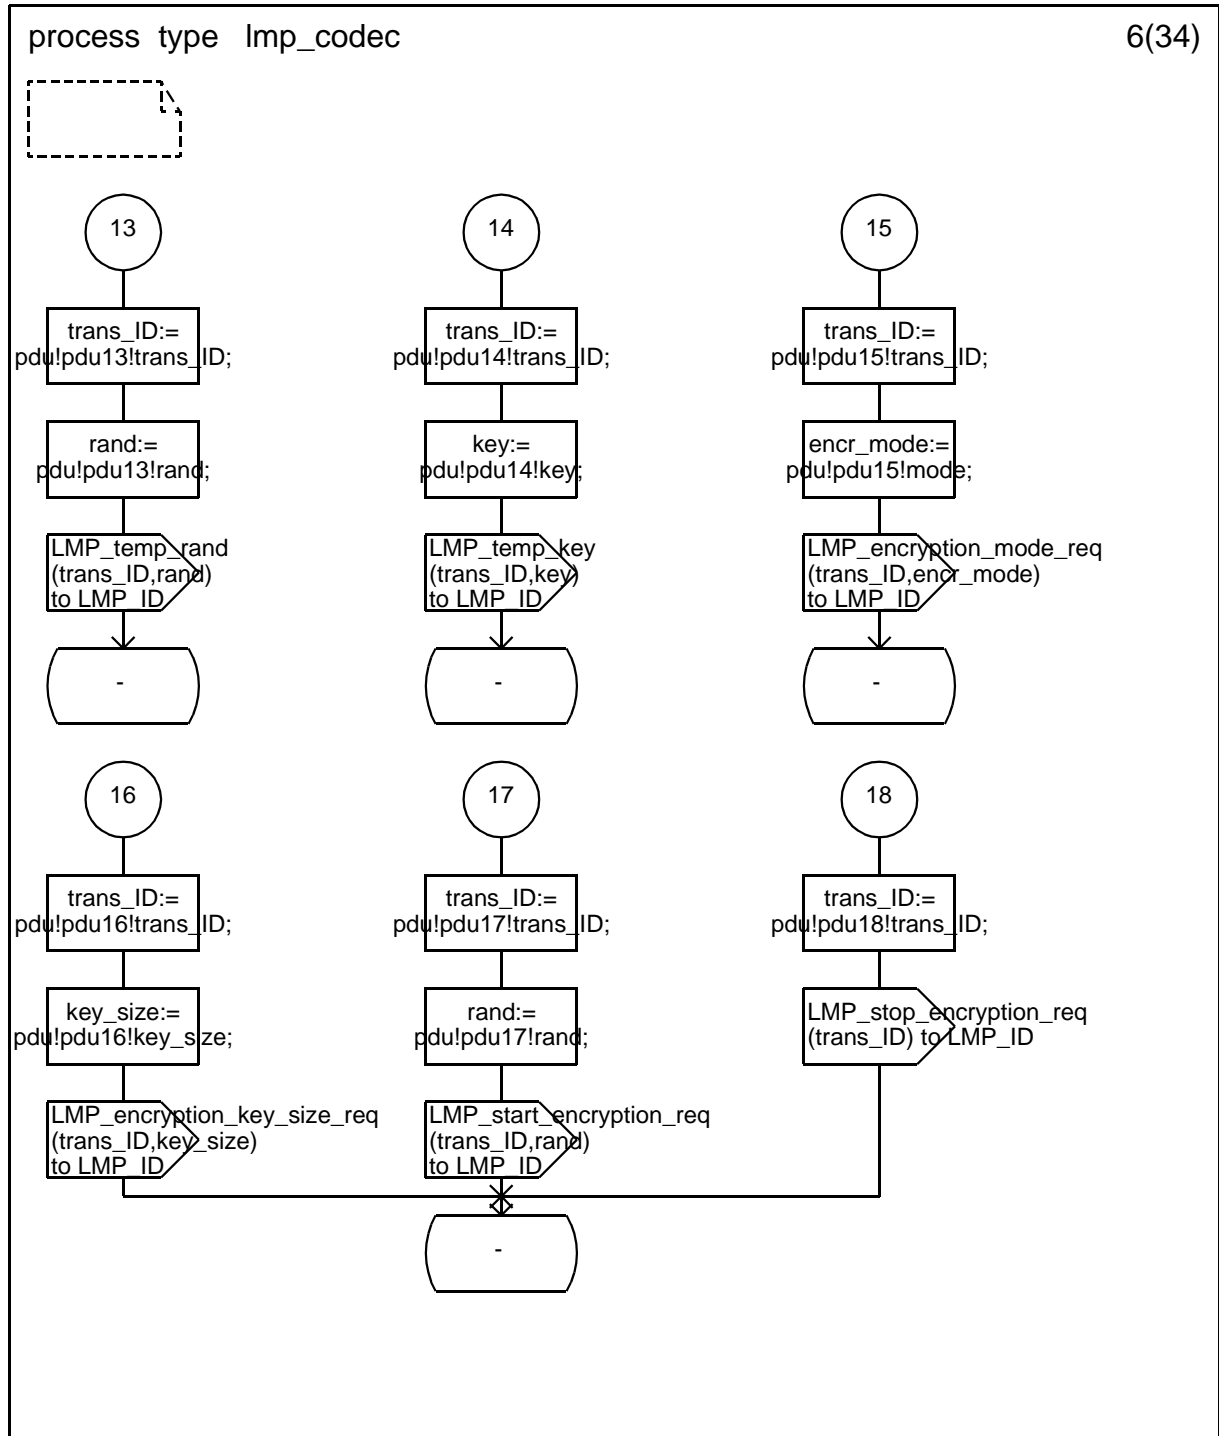 process type lmp_codec
6(34)
13
trans_ID:=
pdu!pdu13!trans_ID;
rand:=
pdu!pdu13!rand;
LMP_temp_rand
(trans_ID,rand)
to LMP_ID
-
14
trans_ID:=
pdu!pdu14!trans_ID;
key:=
pdu!pdu14!key;
LMP_temp_key
(trans_ID,key)
to LMP_ID
-
15
trans_ID:=
pdu!pdu15!trans_ID;
encr_mode:=
pdu!pdu15!mode;
LMP_encryption_mode_req
(trans_ID,encr_mode)
to LMP_ID
-
16
trans_ID:=
pdu!pdu16!trans_ID;
key_size:=
pdu!pdu16!key_size;
LMP_encryption_key_size_req
(trans_ID,key_size)
to LMP_ID
17
trans_ID:=
pdu!pdu17!trans_ID;
rand:=
pdu!pdu17!rand;
LMP_start_encryption_req
(trans_ID,rand)
to LMP_ID
-
18
trans_ID:=
pdu!pdu18!trans_ID;
LMP_stop_encryption_req
(trans_ID) to LMP_ID